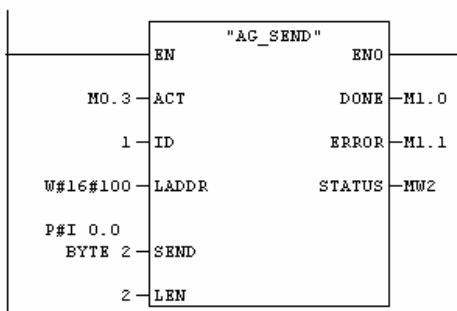 "AG_SEND"
EN ENO
M0.3 ACT DONE M1.0
1 ID ERROR M1.1
W#16#100 LADDR STATUS MW2
P#I 0.0
BYTE 2 SEND
2 LEN